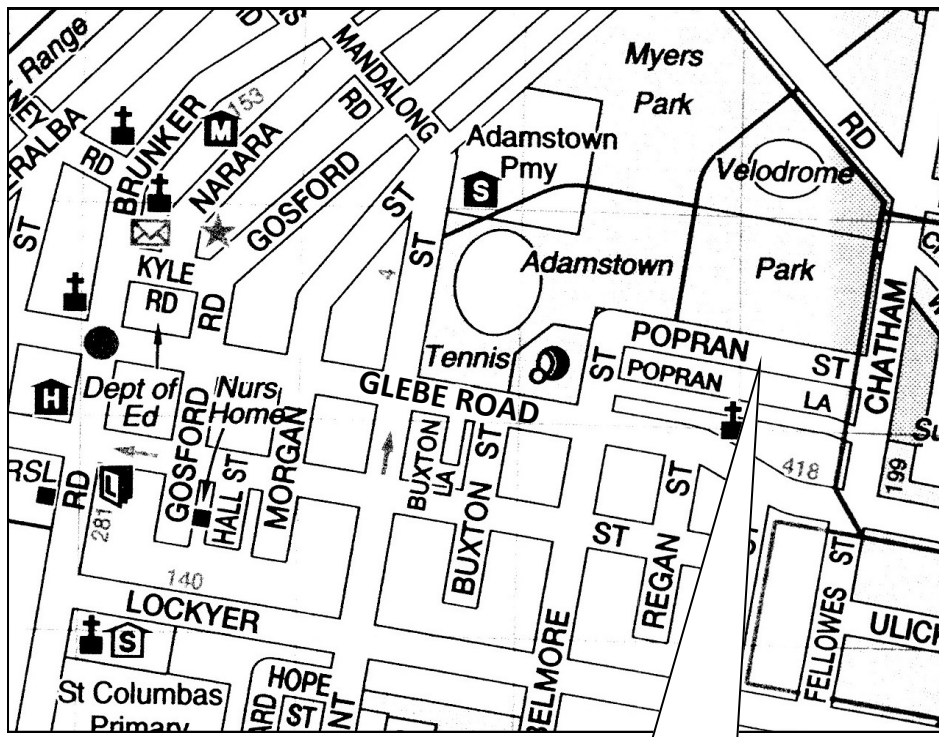 Range
NEY
RALBA
RD
BRUNKER
153
M
NARARA
RD
RD
MANDALONG
GOSFORD
ST
ST
ST
4
Myers
Park
Adamstown
Pmy
S
Velodrome
RD
Adamstown
Park
KYLE
RD
RD
Dept of
Ed
Nurs
Home
H
Tennis
GLEBE ROAD
ST
POPRAN
ST
POPRAN
LA
CHATHAM
418
199
RSL
RD
281
GOSFORD
HALL ST
MORGAN
BUXTON
LA
BUXTON
ST
ST
REGAN
ST
FELLOWES
ST
140
LOCKYER
BELMORE
S
St Columbas
Primary
HOPE
ST